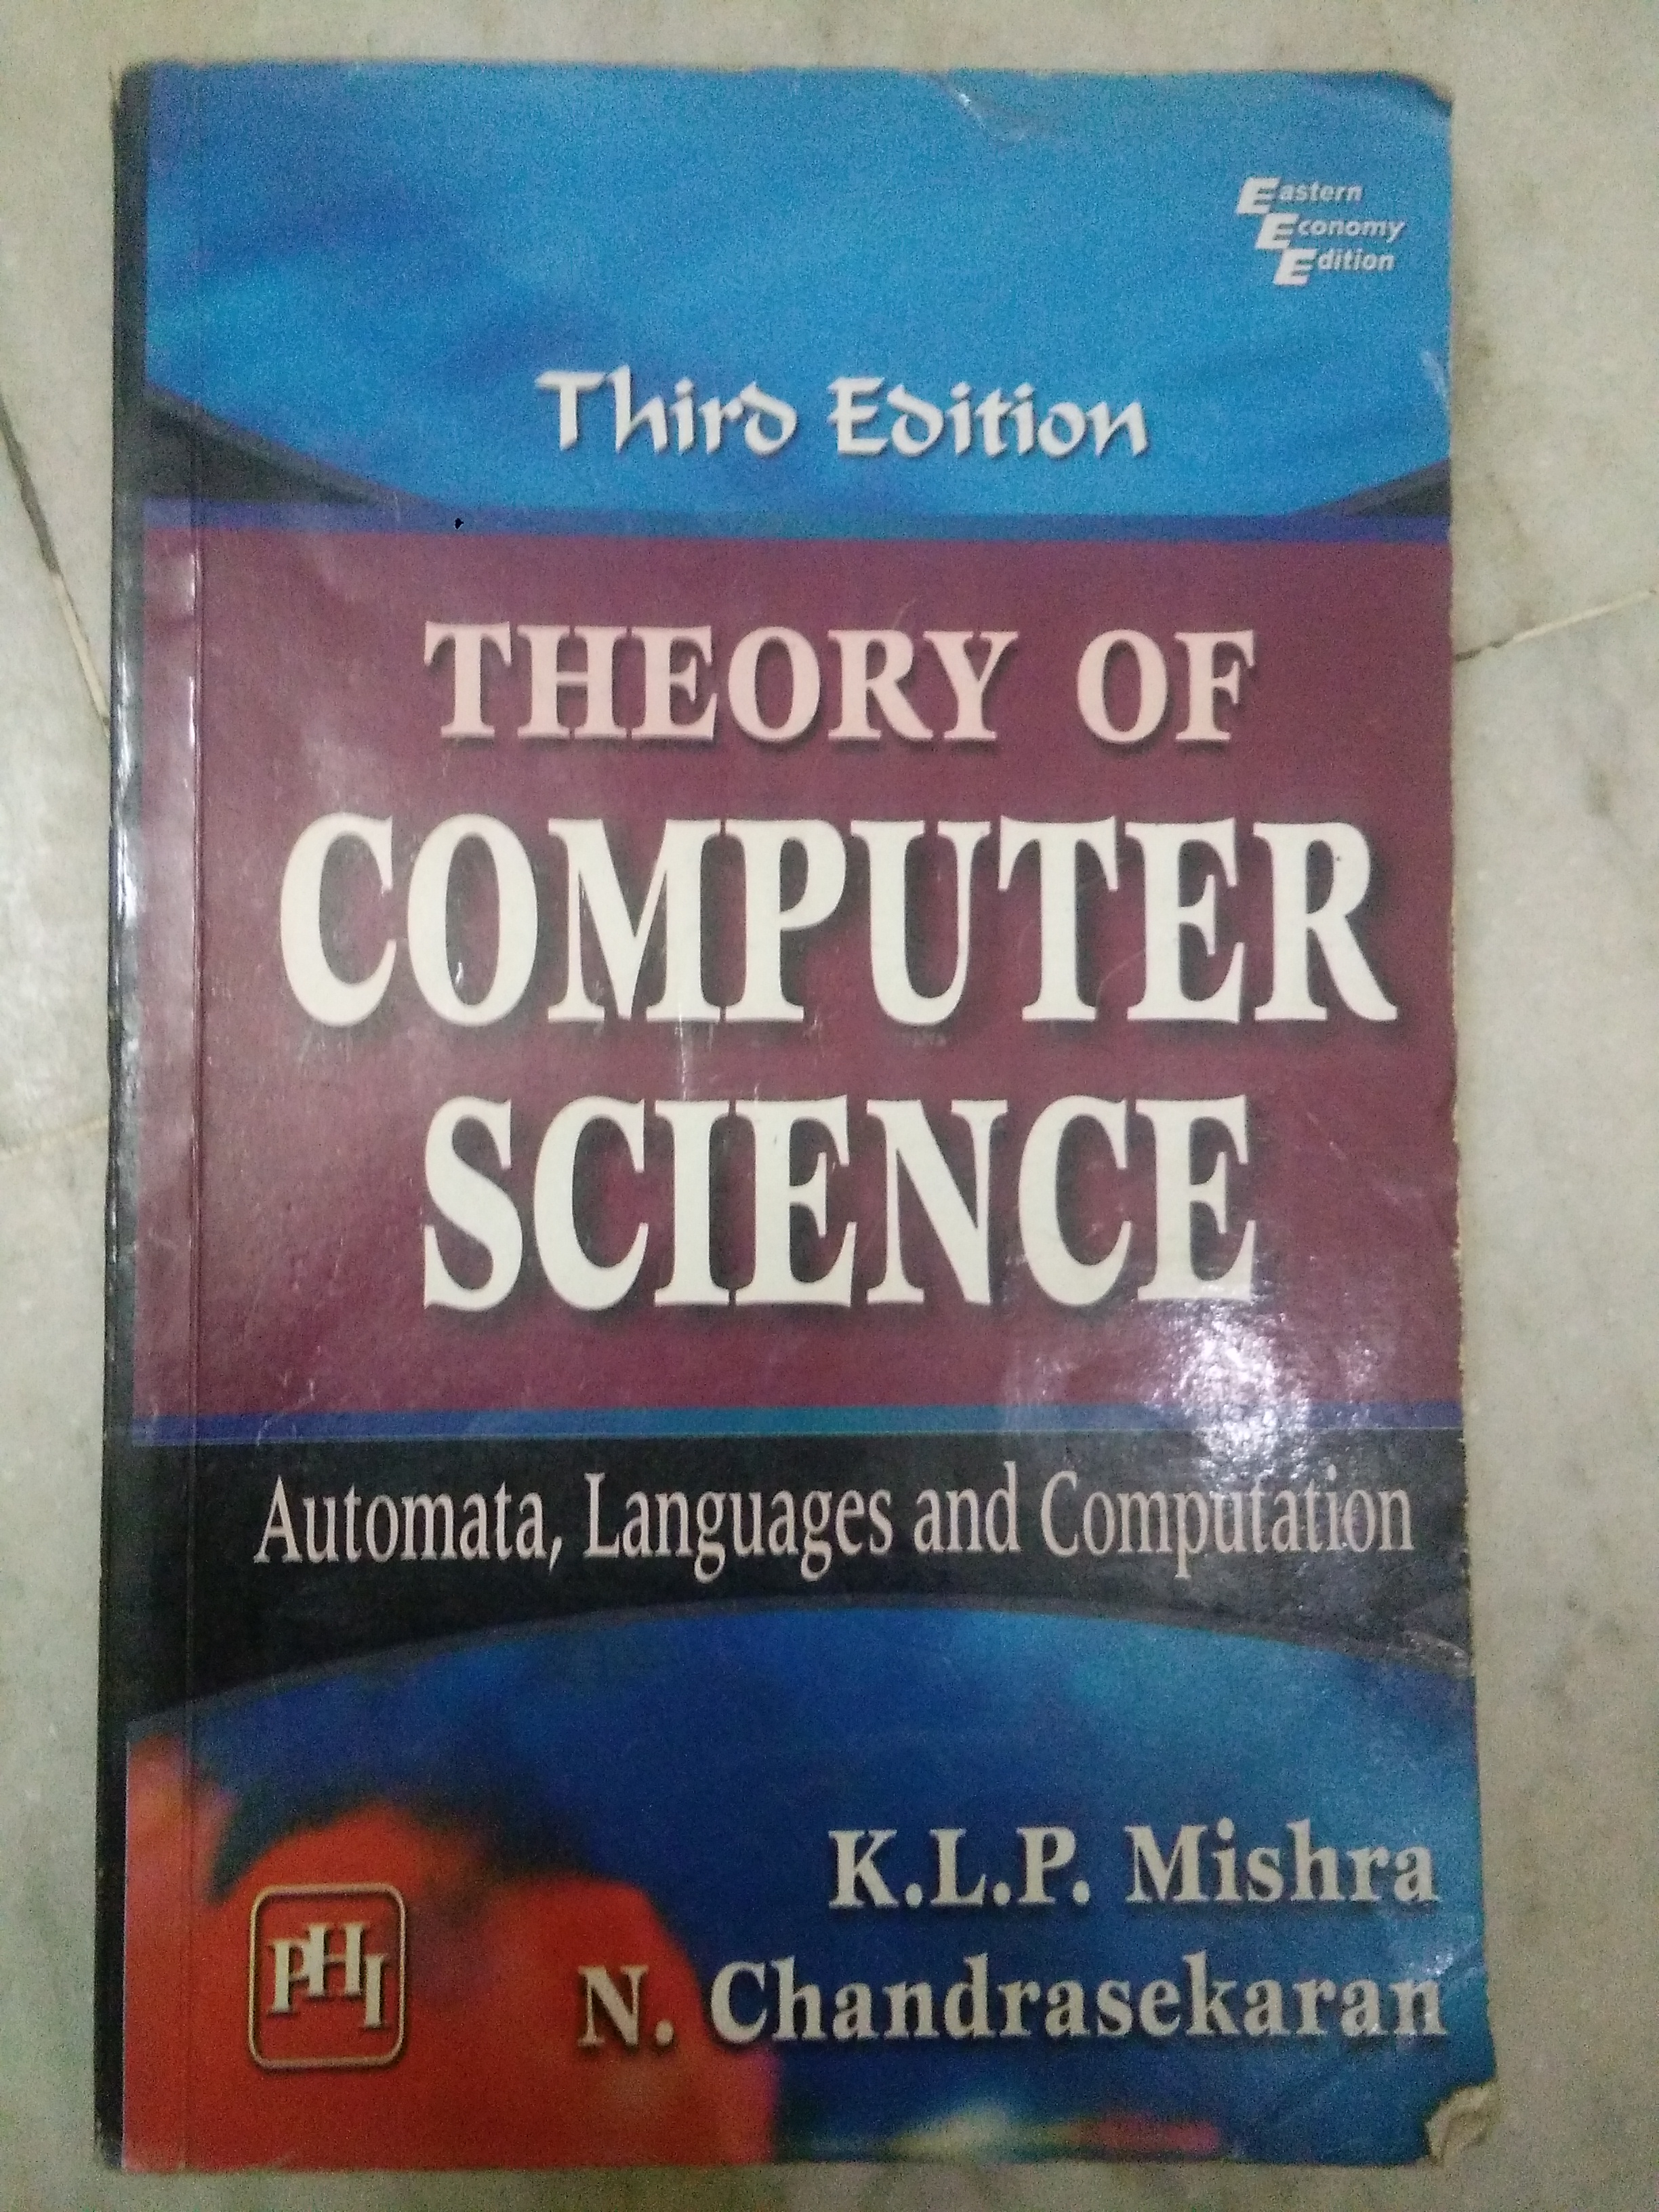 Eastern
Economy
Edition
Third Edition
THEORY OF
COMPUTER
SCIENCE
Automata, Languages and Computation
K.L.P. Mishra
N. Chandrasekaran
PHI